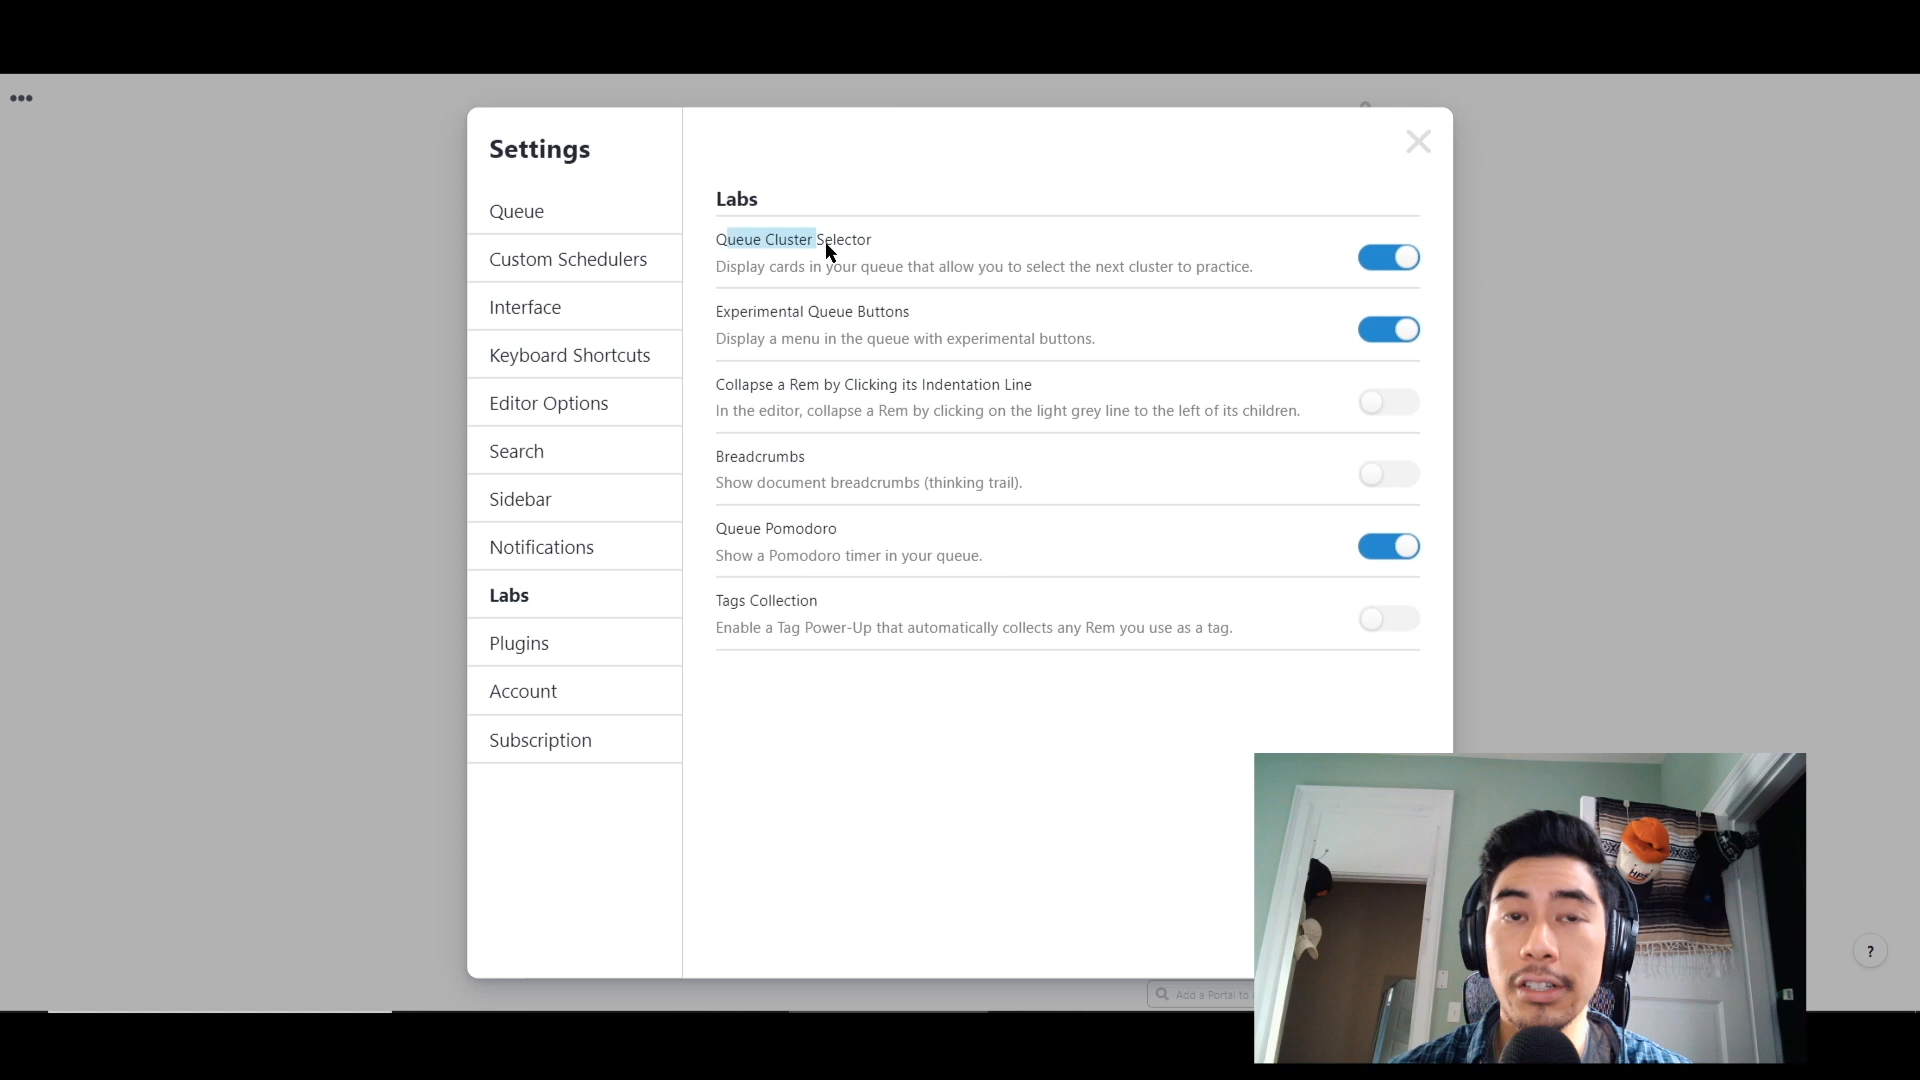 Settings
Queue
Custom Schedulers
Interface
Keyboard Shortcuts
Editor Options
Search
Sidebar
Notifications
Labs
Plugins
Account
Subscription
Labs
Queue Cluster Selector
Display cards in your queue that allow you to select the next cluster to practice.
Experimental Queue Buttons
Display a menu in the queue with experimental buttons.
Collapse a Rem by Clicking its Indentation Line
In the editor, collapse a Rem by clicking on the light grey line to the left of its children.
Breadcrumbs
Show document breadcrumbs (thinking trail).
Queue Pomodoro
Show a Pomodoro timer in your queue.
Tags Collection
Enable a Tag Power-Up that automatically collects any Rem you use as a tag.
Add a Portal to
?